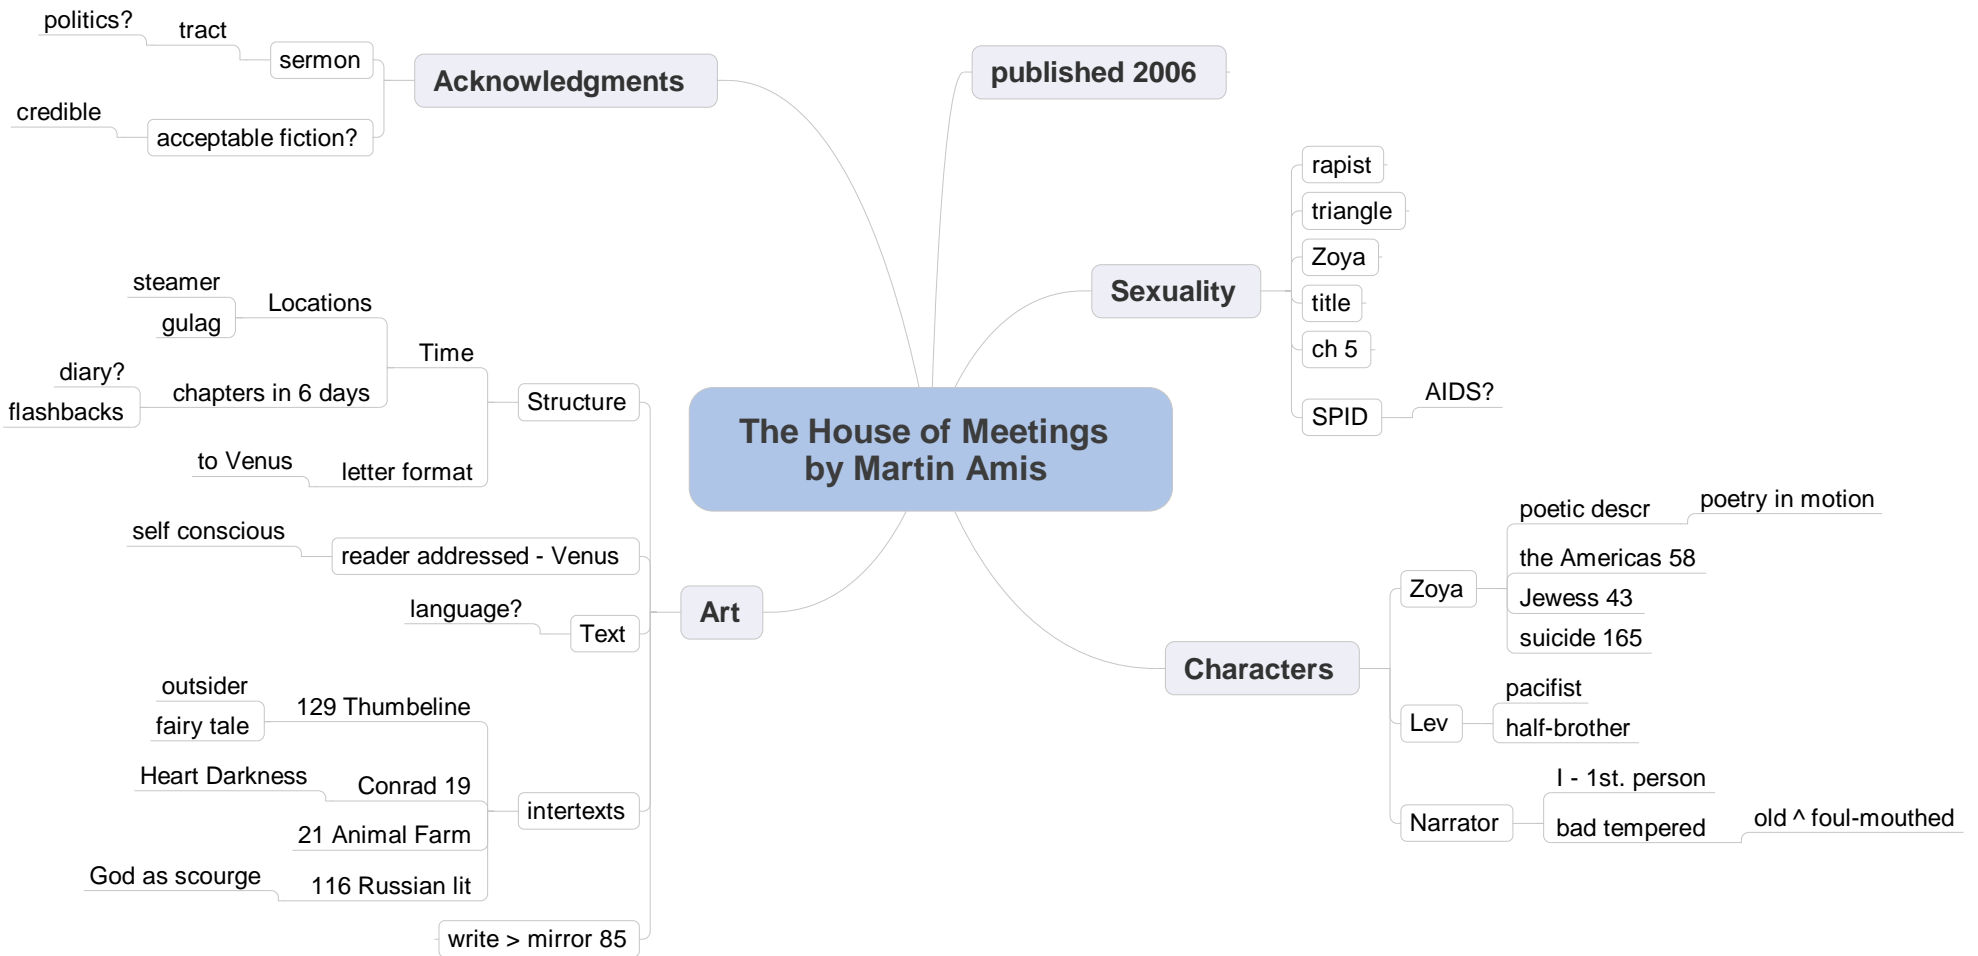 The House of Meetings
by Martin Amis
published 2006
Sexuality
rapist
triangle
Zoya
title
ch 5
SPID
AIDS?
Characters
Zoya
poetic descr
poetry in motion
the Americas 58
Jewess 43
suicide 165
Lev
pacifist
half-brother
Narrator
I - 1st. person
bad tempered
old ^ foul-mouthed
Art
Structure
Time
Locations
steamer
gulag
chapters in 6 days
diary?
flashbacks
letter format
to Venus
reader addressed - Venus
self conscious
Text
language?
intertexts
129 Thumbeline
outsider
fairy tale
Conrad 19
Heart Darkness
21 Animal Farm
116 Russian lit
God as scourge
write > mirror 85
Acknowledgments
sermon
tract
politics?
acceptable fiction?
credible